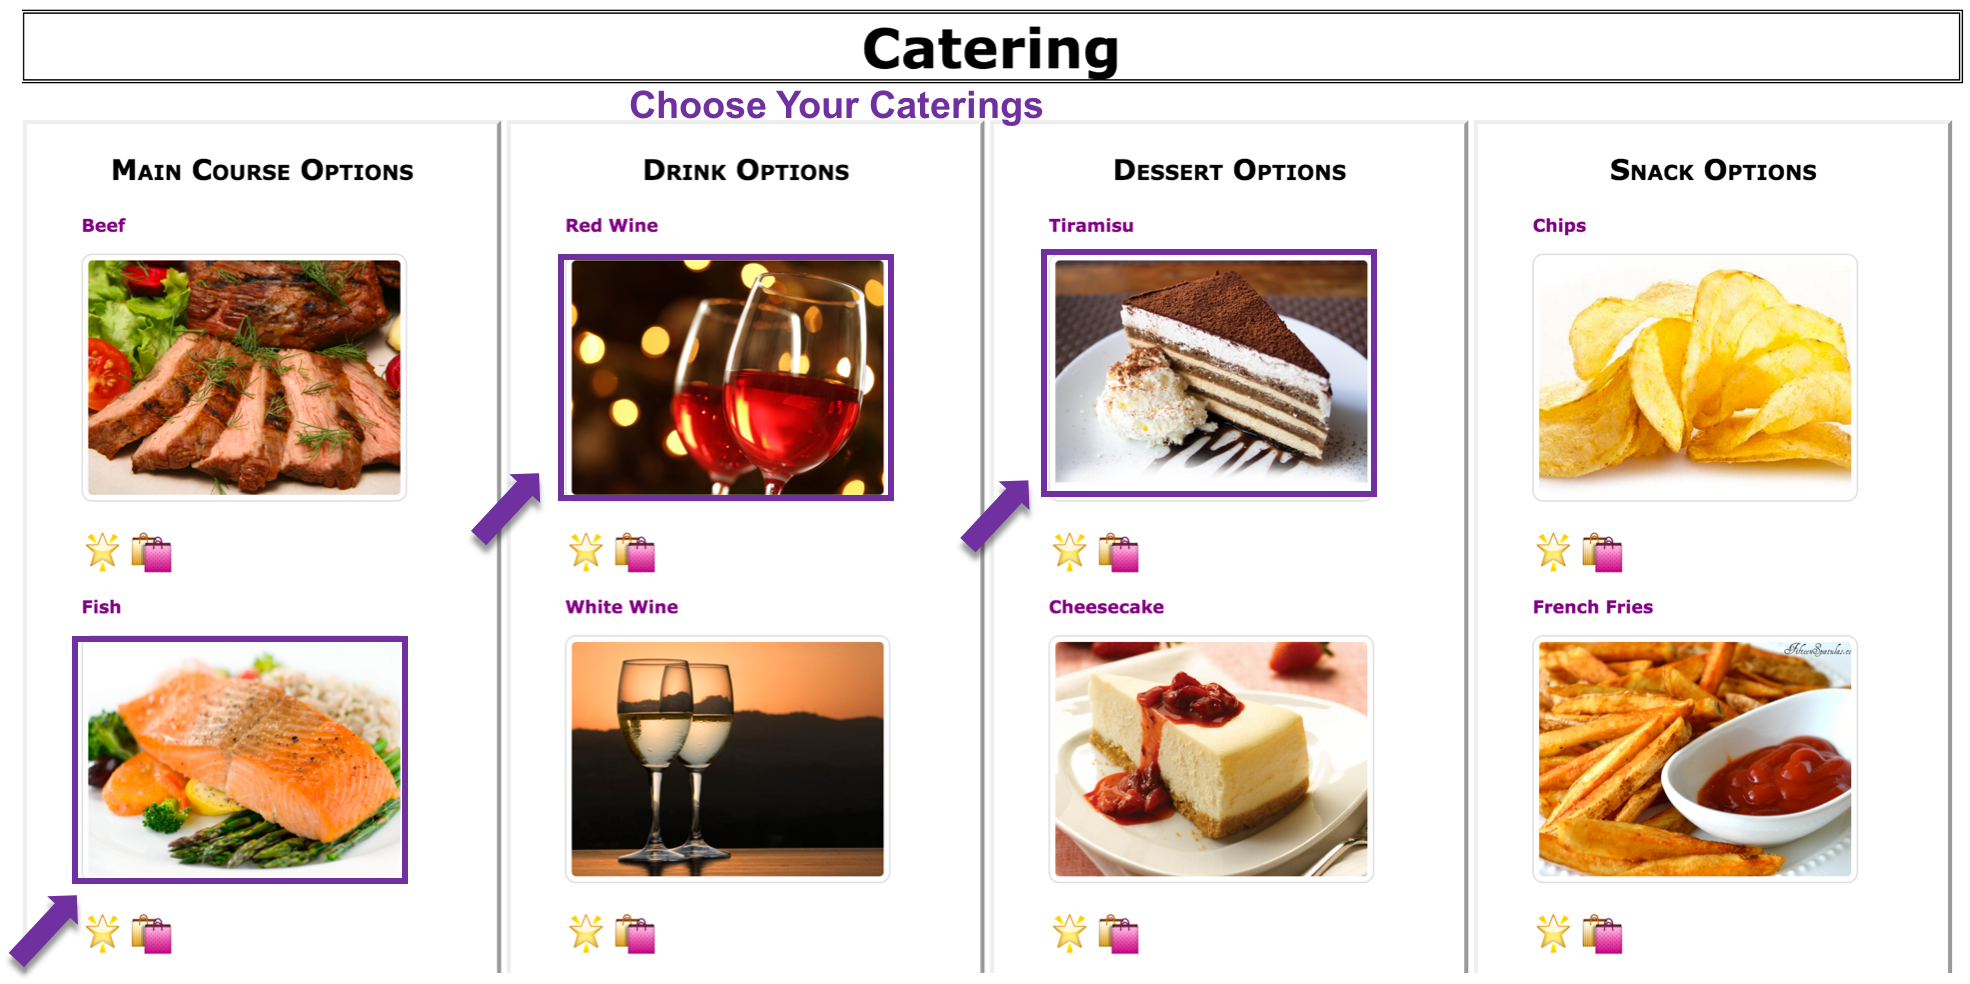 Catering
Choose Your Caterings
Main Course Options
Drink Options
Dessert Options
Snack Options
Beef
Red Wine
Tiramisu
Chips
Fish
White Wine
Cheesecake
French Fries